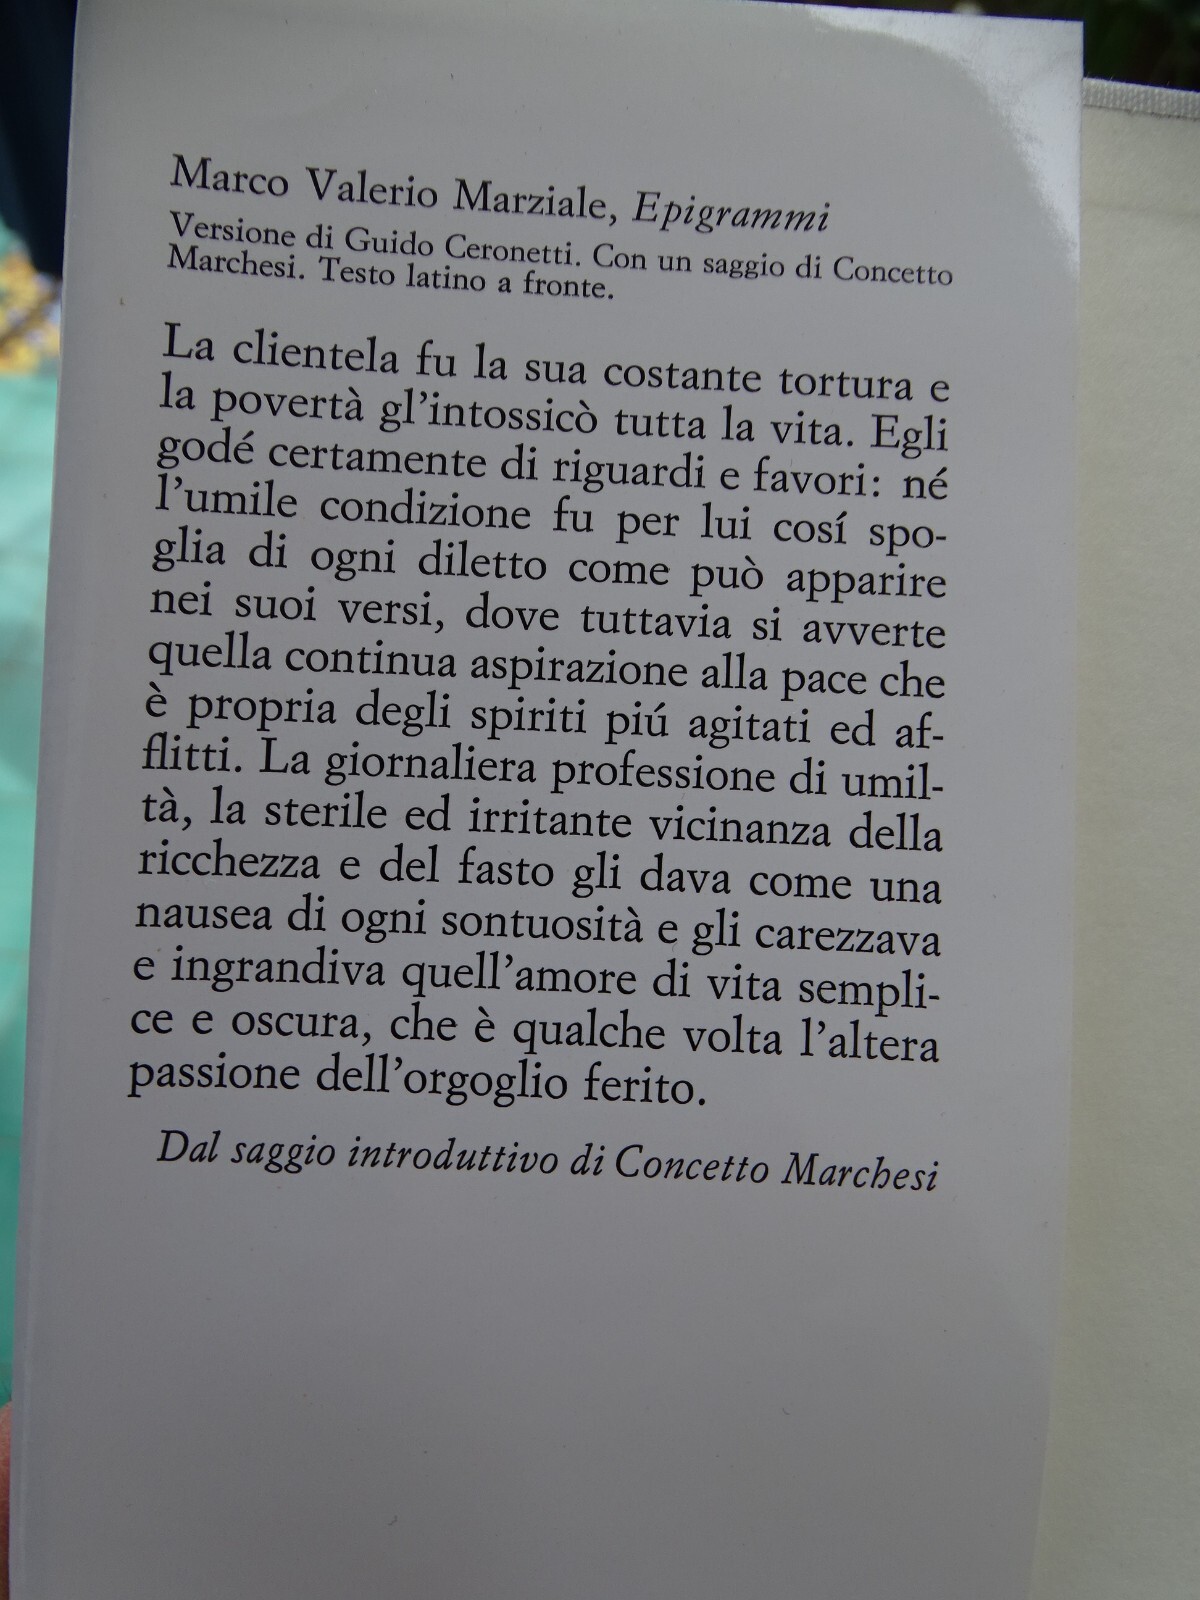 Marco Valerio Marziale, Epigrammi
Versione di Guido Ceronetti. Con un saggio di Concetto
Marchesi. Testo latino a fronte.
La clientela fu la sua costante tortura e
la povertà gl’intossicò tutta la vita. Egli
godé certamente di riguardi e favori: né
l’umile condizione fu per lui cosí spo-
glia di ogni diletto come può apparire
nei suoi versi, dove tuttavia si avverte
quella continua aspirazione alla pace che
è propria degli spiriti piú agitati ed af-
flitti. La giornaliera professione di umil-
tà, la sterile ed irritante vicinanza della
ricchezza e del fasto gli dava come una
nausea di ogni sontuosità e gli carezzava
e ingrandiva quell’amore di vita sempli-
ce e oscura, che è qualche volta l’altera
passione dell’orgoglio ferito.
Dal saggio introduttivo di Concetto Marchesi